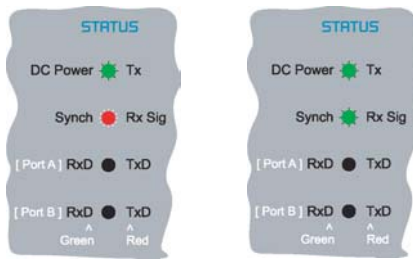 STATUS
DC Power Tx
Synch Rx Sig
[ Port A ] RxD TxD
[ Port B ] RxD TxD
^ ^
Green Red
STATUS
DC Power Tx
Synch Rx Sig
[ Port A ] RxD TxD
[ Port B ] RxD TxD
^ ^
Green Red